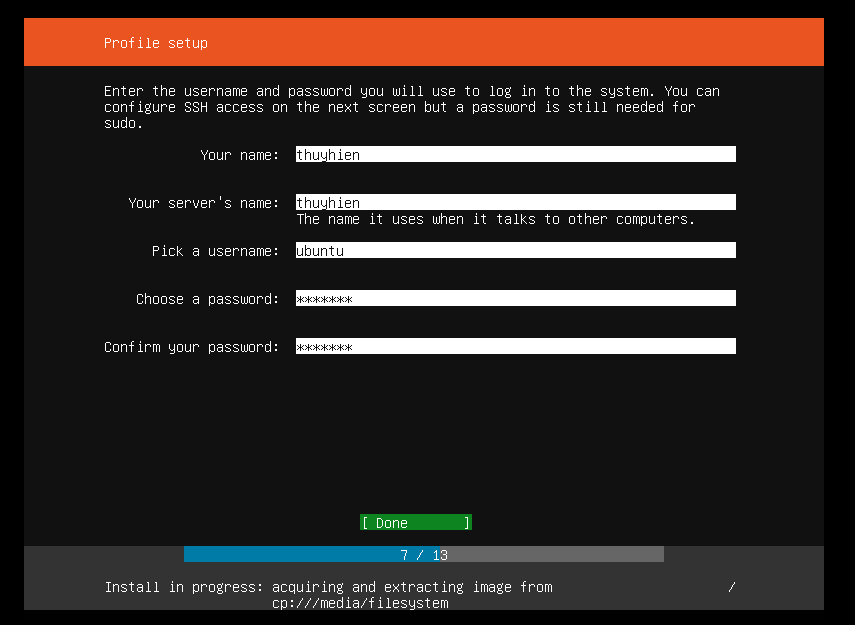 Profile setup
Enter the username and password you will use to log in to the system. You can
configure SSH access on the next screen but a password is still needed for
sudo.
Your name: thuyhien
Your server's name: thuyhien
The name it uses when it talks to other computers.
Pick a username: ubuntu
Choose a password: *******
Confirm your password: *******
[ Done ]
7 / 13
Install in progress: acquiring and extracting image from /
cp:///media/filesystem